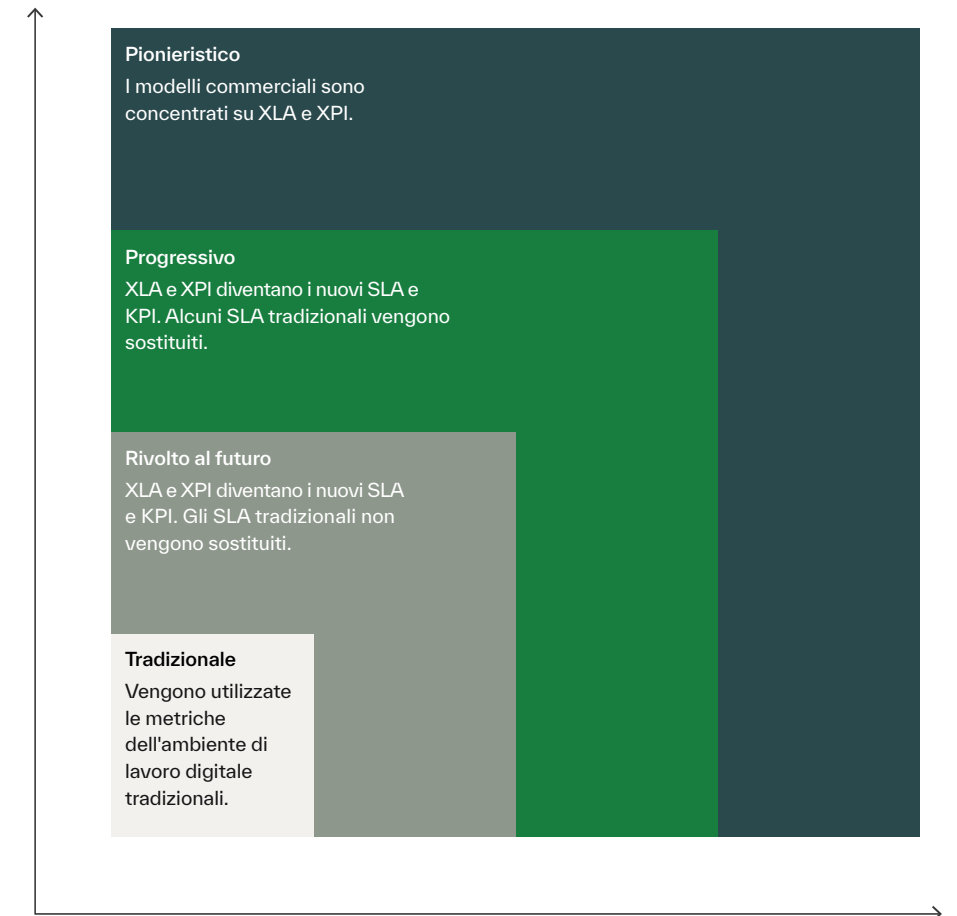 Pionieristico
I modelli commerciali sono
concentrati su XLA e XPI.
Progressivo
XLA e XPI diventano i nuovi SLA e
KPI. Alcuni SLA tradizionali vengono
sostituiti.
Rivolto al futuro
XLA e XPI diventano i nuovi SLA
e KPI. Gli SLA tradizionali non
vengono sostituiti.
Tradizionale
Vengono utilizzate
le metriche
dell'ambiente di
lavoro digitale
tradizionali.